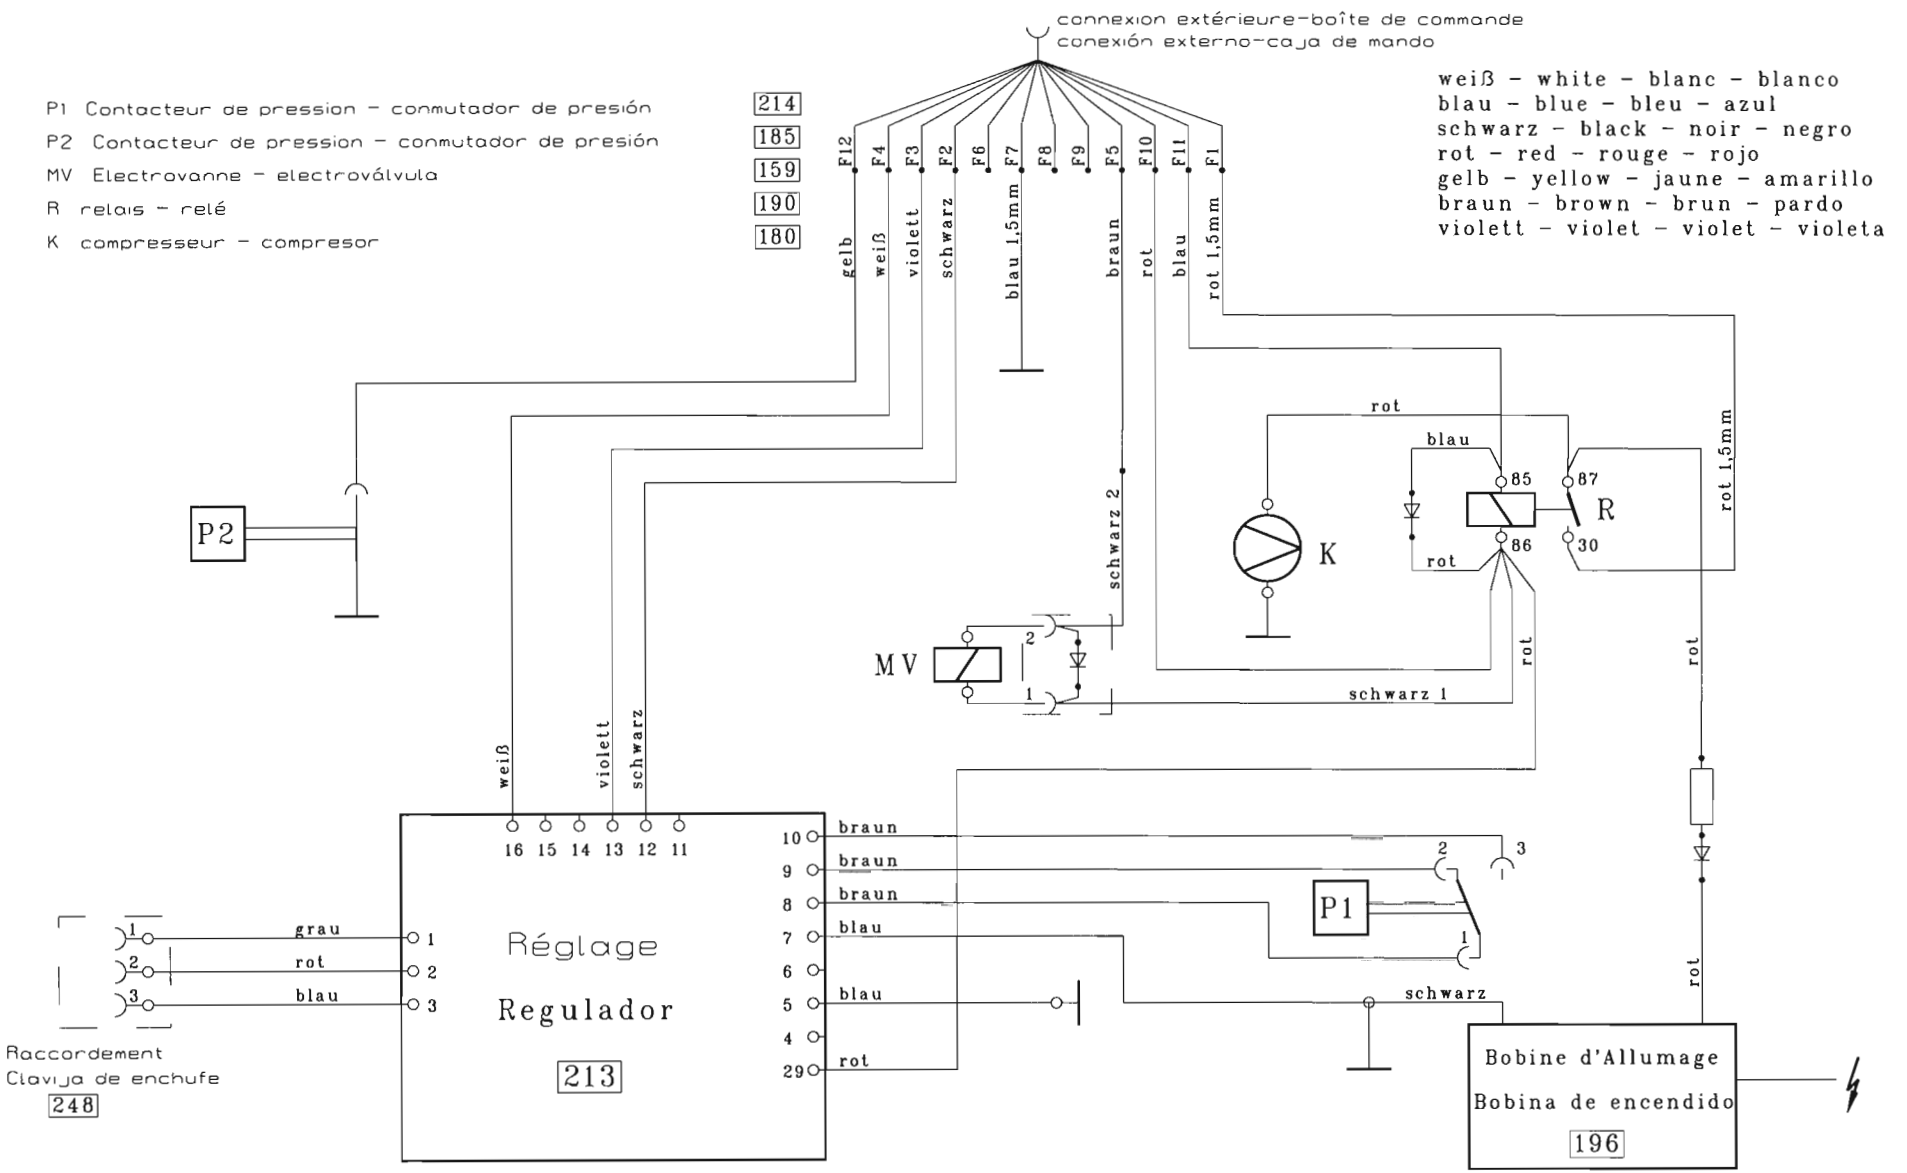 connexion extérieure-boîte de commande
conexión externo-caja de mando
P1 Contacteur de pression - conmutador de presión 214
P2 Contacteur de pression - conmutador de presión 185
MV Electrovanne - electroválvula 159
R relais - relé 190
K compresseur - compresor 180
weiß - white - blanc - blanco
blau - blue - bleu - azul
schwarz - black - noir - negro
rot - red - rouge - rojo
gelb - yellow - jaune - amarillo
braun - brown - brun - pardo
violett - violet - violet - violeta
F12 F4 F3 F2 F6 F7 F8 F9 F5 F10 F11 F1
gelb weiß violett schwarz blau 1,5mm braun rot blau rot 1,5mm
rot
blau
85 87
R
rot 1,5mm
86 30
rot
K
P2
schwarz 2
MV
2
1
schwarz 1
rot
rot
weiß violett schwarz
16 15 14 13 12 11
10 braun
9 braun
8 braun
7 blau
6
5 blau
4
29 rot
2 3
P1
1
schwarz
rot
1 grau 1
2 rot 2
3 blau 3
Réglage
Regulador
213
Raccordement
Clavija de enchufe
248
Bobine d'Allumage
Bobina de encendido
196